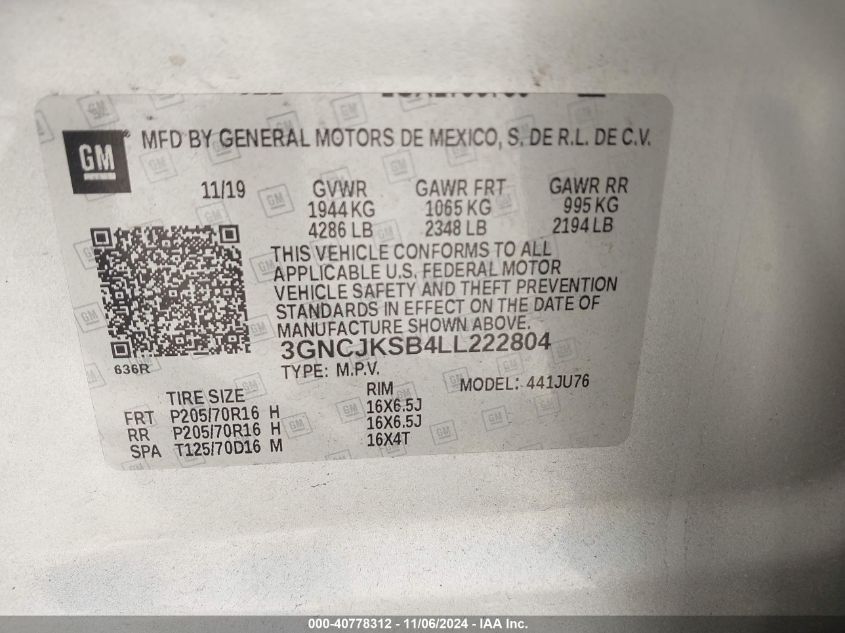 GM
MFD BY GENERAL MOTORS DE MEXICO, S. DE R.L. DE C.V.
11/19 GVWR GAWR FRT GAWR RR
1944 KG 1065 KG 995 KG
4286 LB 2348 LB 2194 LB
THIS VEHICLE CONFORMS TO ALL
APPLICABLE U.S. FEDERAL MOTOR
VEHICLE SAFETY AND THEFT PREVENTION
STANDARDS IN EFFECT ON THE DATE OF
MANUFACTURE SHOWN ABOVE.
3GNCJKSB4LL222804
636R
TYPE: M.P.V. MODEL: 441JU76
TIRE SIZE RIM
FRT P205/70R16 H 16X6.5J
RR P205/70R16 H 16X6.5J
SPA T125/70D16 M 16X4T
000-40778312 - 11/06/2024 - IAA Inc.